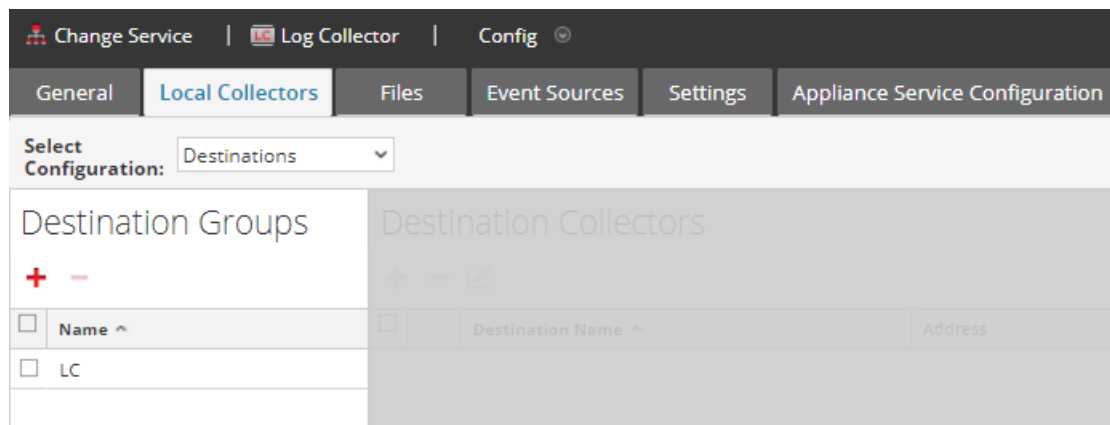 Change Service | LC Log Collector | Config
General Local Collectors Files Event Sources Settings Appliance Service Configuration
Select Configuration: Destinations
Destination Groups Destination Collectors
+ - + -
Name Destination Name Address
LC